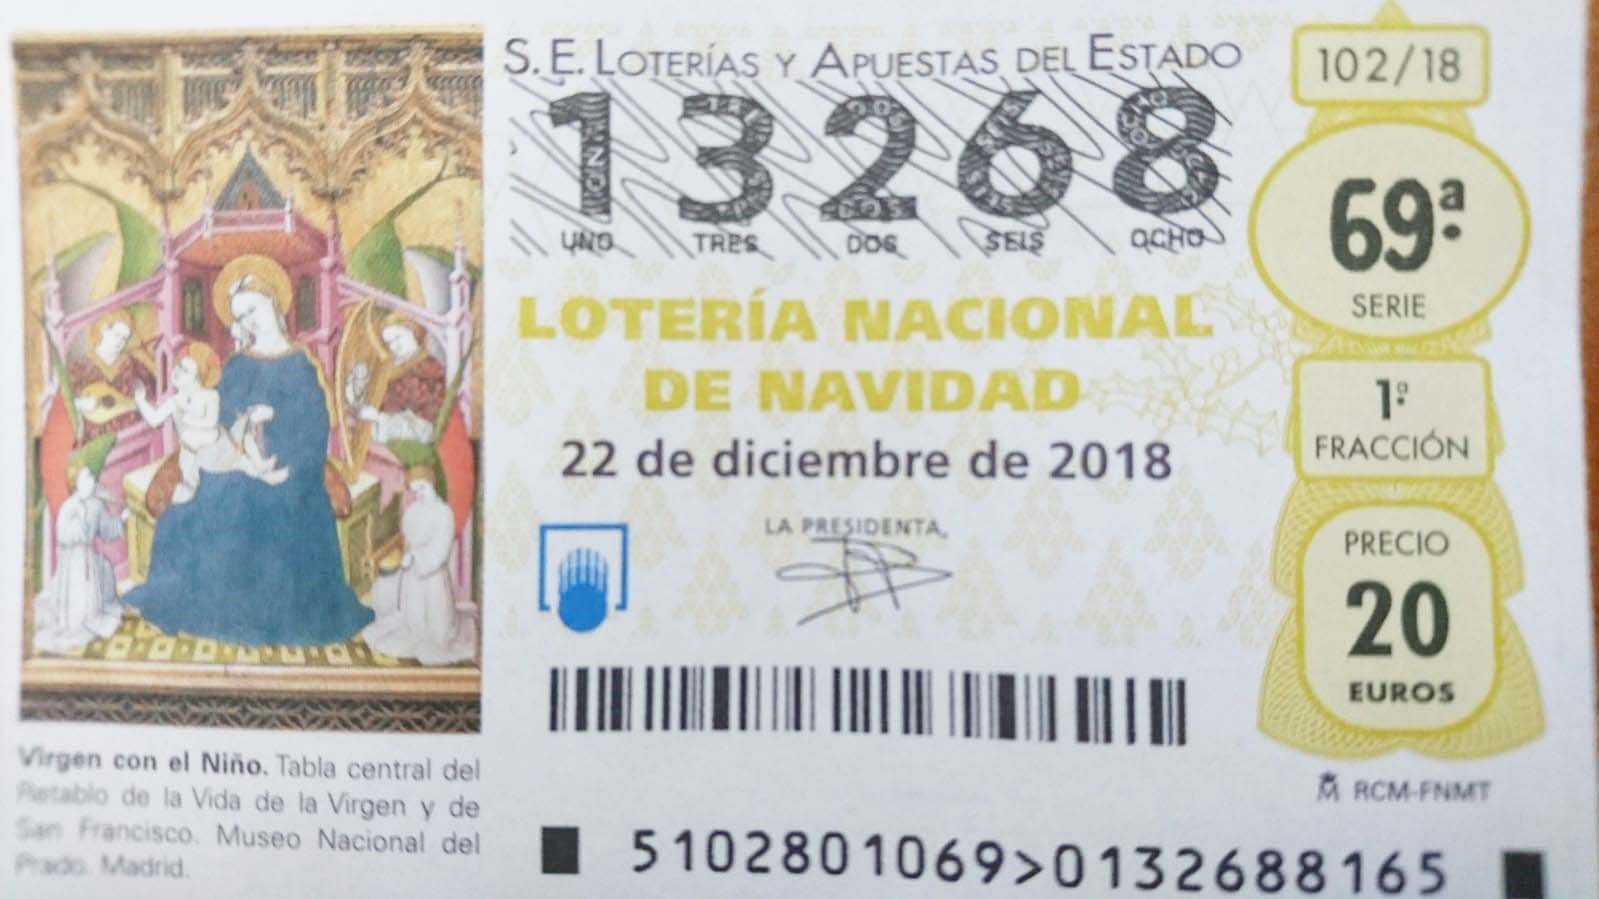 S. E. LOTERÍAS Y APUESTAS DEL ESTADO
13268
UNO TRES DOS SEIS OCHO
LOTERÍA NACIONAL
DE NAVIDAD
22 de diciembre de 2018
LA PRESIDENTA,
102/18
69ª
SERIE
1ª
FRACCIÓN
PRECIO
20
EUROS
RCM-FNMT
Virgen con el Niño. Tabla central del
Retablo de la Vida de la Virgen y de
San Francisco. Museo Nacional del
Prado. Madrid.
5102801069>0132688165